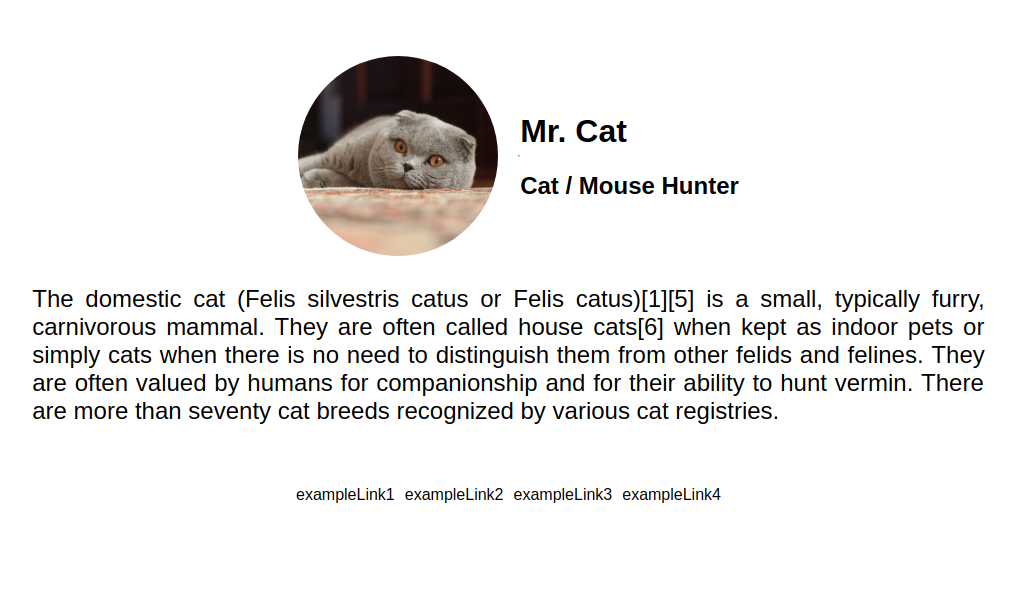 Mr. Cat
Cat / Mouse Hunter
The domestic cat (Felis silvestris catus or Felis catus)[1][5] is a small, typically furry,
carnivorous mammal. They are often called house cats[6] when kept as indoor pets or
simply cats when there is no need to distinguish them from other felids and felines. They
are often valued by humans for companionship and for their ability to hunt vermin. There
are more than seventy cat breeds recognized by various cat registries.
exampleLink1 exampleLink2 exampleLink3 exampleLink4